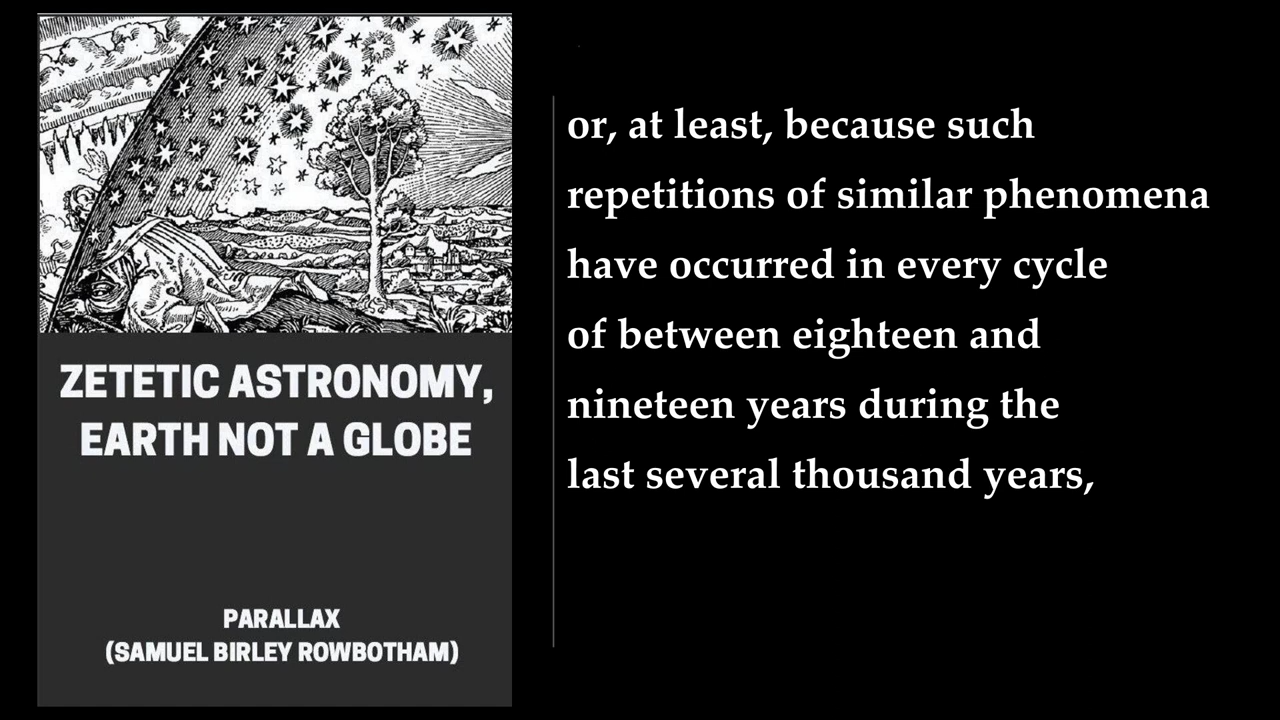 ZETETIC ASTRONOMY,
EARTH NOT A GLOBE
PARALLAX
(SAMUEL BIRLEY ROWBOTHAM)
or, at least, because such
repetitions of similar phenomena
have occurred in every cycle
of between eighteen and
nineteen years during the
last several thousand years,